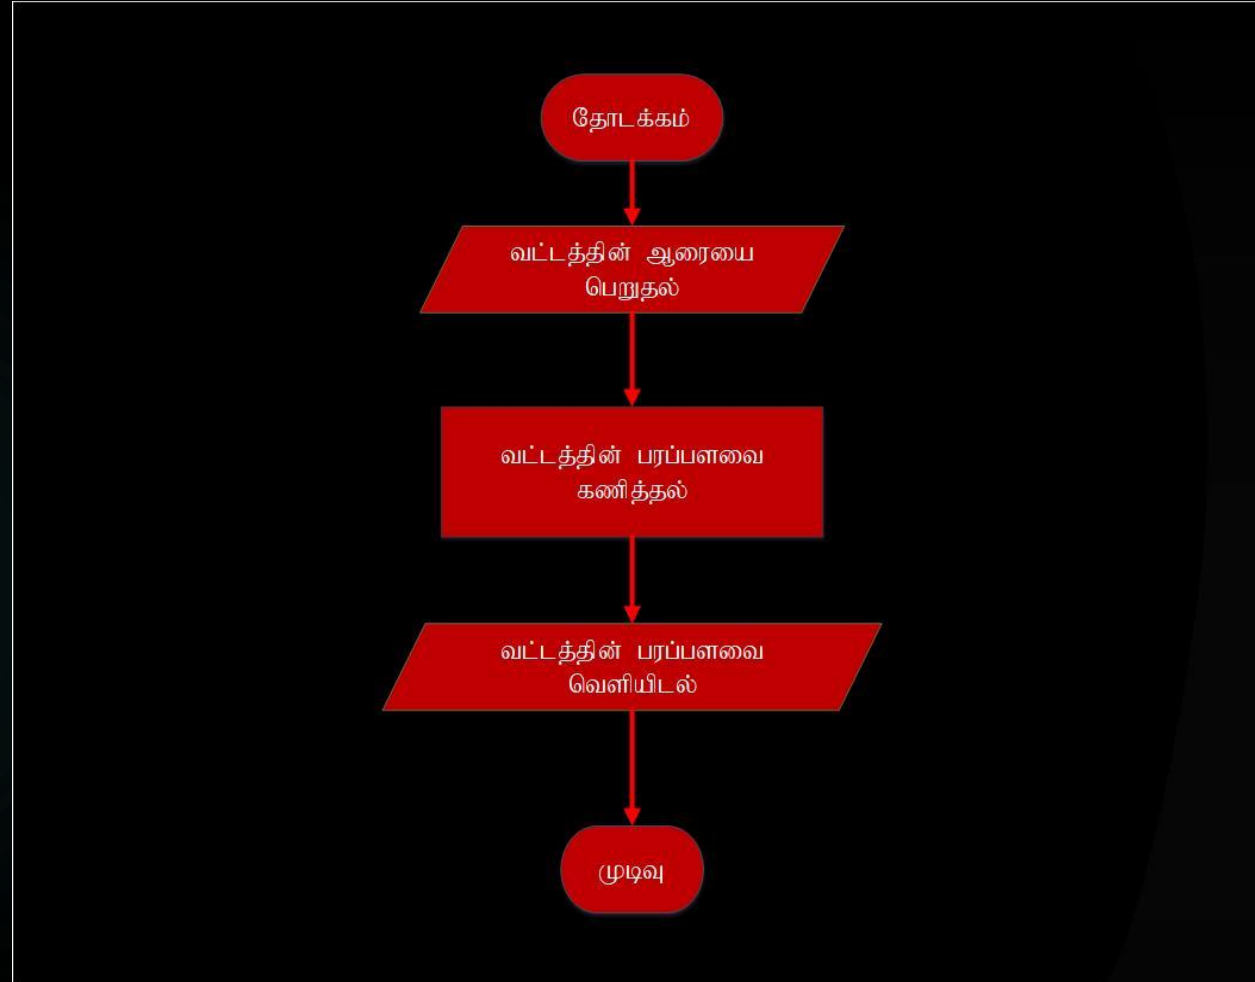 தோடக்கம்
வட்டத்தின் ஆரையை
பெறுதல்
வட்டத்தின் பரப்பளவை
கணித்தல்
வட்டத்தின் பரப்பளவை
வெளியிடல்
முடிவு